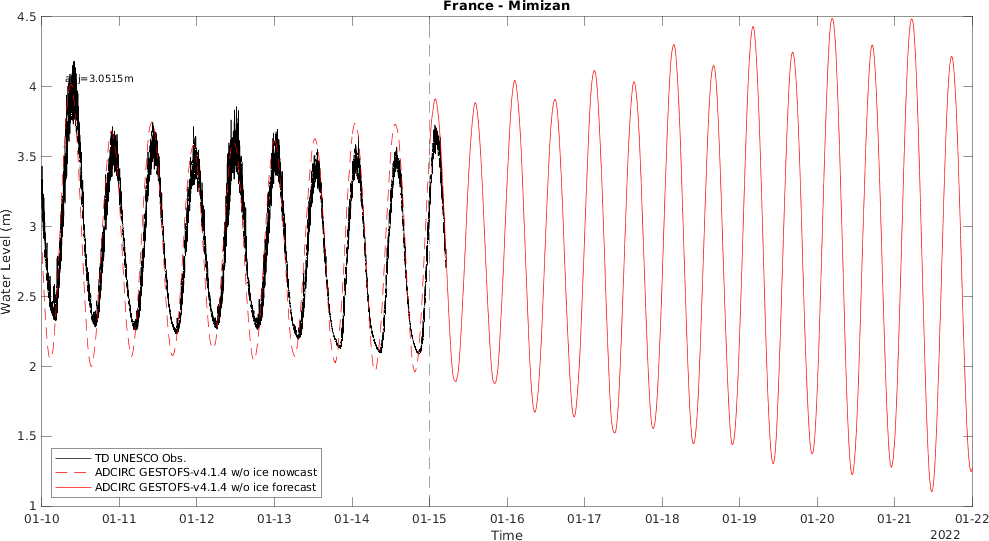 France - Mimizan
4.5
4
3.5
3
2.5
2
1.5
1
Water Level (m)
j=3.0515m
TD UNESCO Obs.
ADCIRC GESTOFS-v4.1.4 w/o ice nowcast
ADCIRC GESTOFS-v4.1.4 w/o ice forecast
01-10 01-11 01-12 01-13 01-14 01-15 01-16 01-17 01-18 01-19 01-20 01-21 01-22
Time
2022